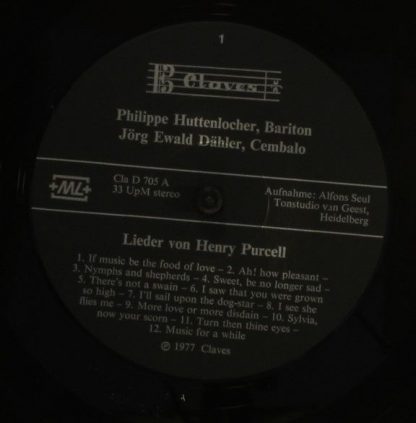 1
Claves
Philippe Huttenlocher, Bariton
Jörg Ewald Dähler, Cembalo
+ML+
Cla D 705 A
33 UpM stereo
Aufnahme: Alfons Seul
Tonstudio van Geest,
Heidelberg
Lieder von Henry Purcell
1. If music be the food of love – 2. Ah! how pleasant –
3. Nymphs and shepherds – 4. Sweet, be no longer sad –
5. There's not a swain – 6. I saw that you were grown
so high – 7. I'll sail upon the dog-star – 8. I see she
flies me – 9. More love or more disdain – 10. Sylvia,
now your scorn – 11. Turn then thine eyes –
12. Music for a while
℗ 1977 Claves